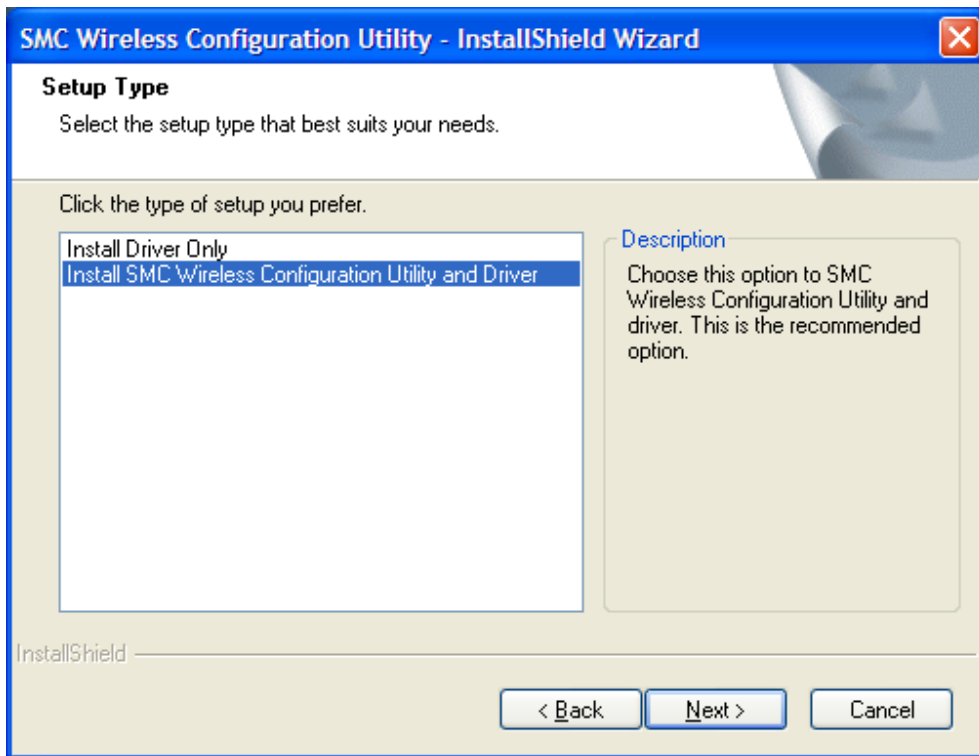 SMC Wireless Configuration Utility - InstallShield Wizard
Setup Type
Select the setup type that best suits your needs.
Click the type of setup you prefer.
Install Driver Only
Install SMC Wireless Configuration Utility and Driver
Description
Choose this option to SMC
Wireless Configuration Utility and
driver. This is the recommended
option.
InstallShield
< Back
Next >
Cancel